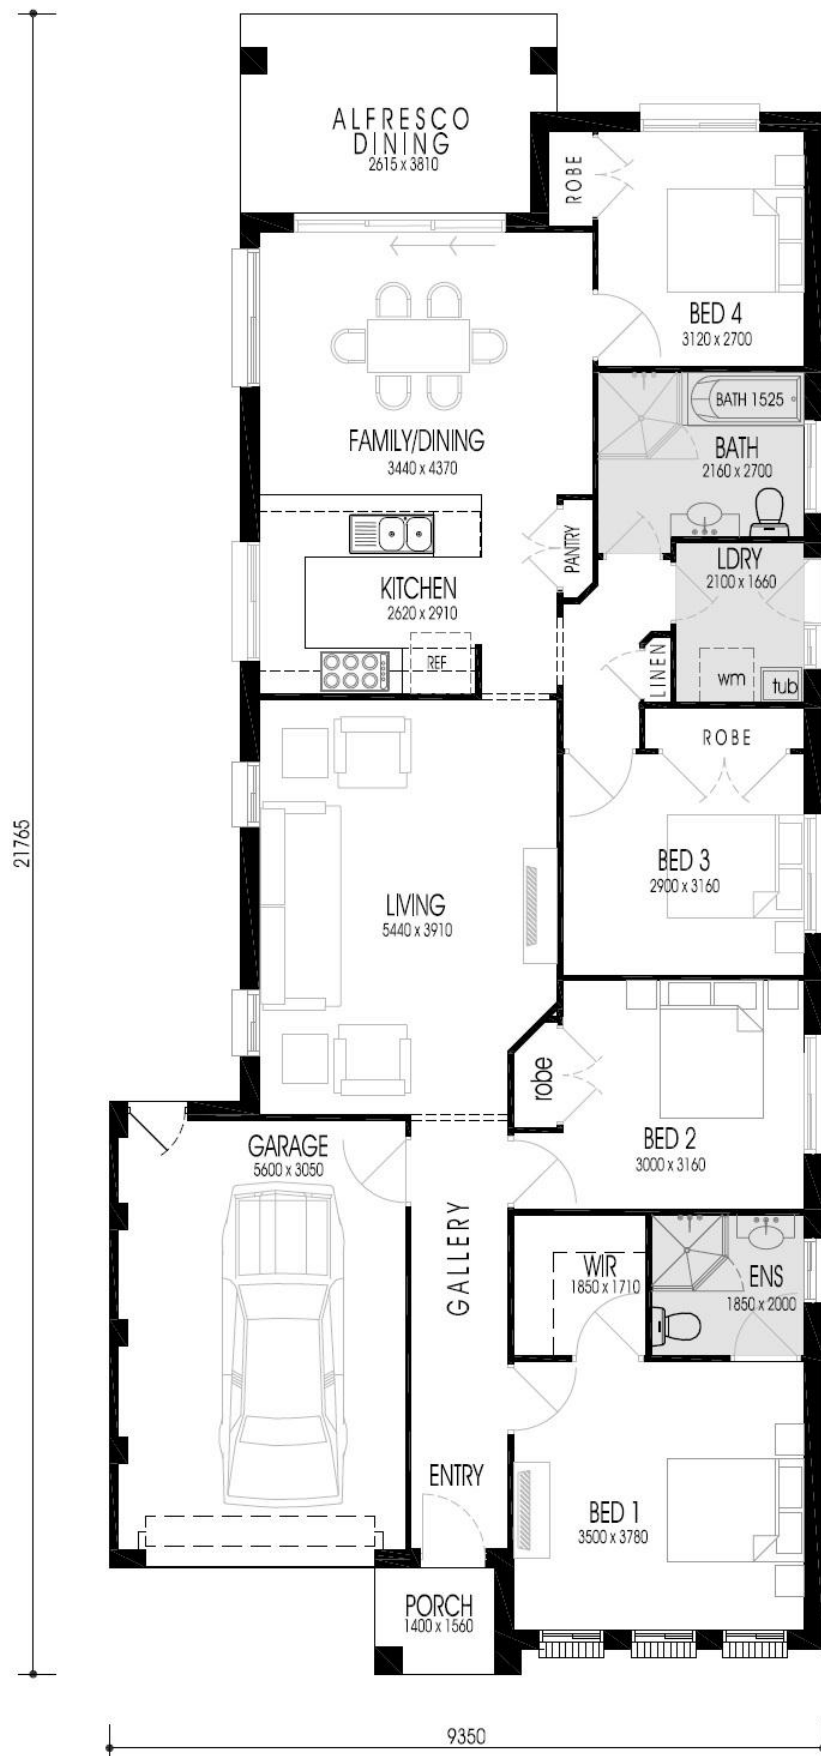 ALFRESCO
DINING
2615 x 3810
ROBE
BED 4
3120 x 2700
FAMILY/DINING
3440 x 4370
BATH 1525
BATH
2160 x 2700
PANTRY
LDRY
2100 x 1660
KITCHEN
2620 x 2910
REF
LINEN
wm
tub
ROBE
BED 3
2900 x 3160
21765
LIVING
5440 x 3910
robe
BED 2
3000 x 3160
GARAGE
5600 x 3050
GALLERY
WIR
1850 x 1710
ENS
1850 x 2000
ENTRY
BED 1
3500 x 3780
PORCH
1400 x 1560
9350